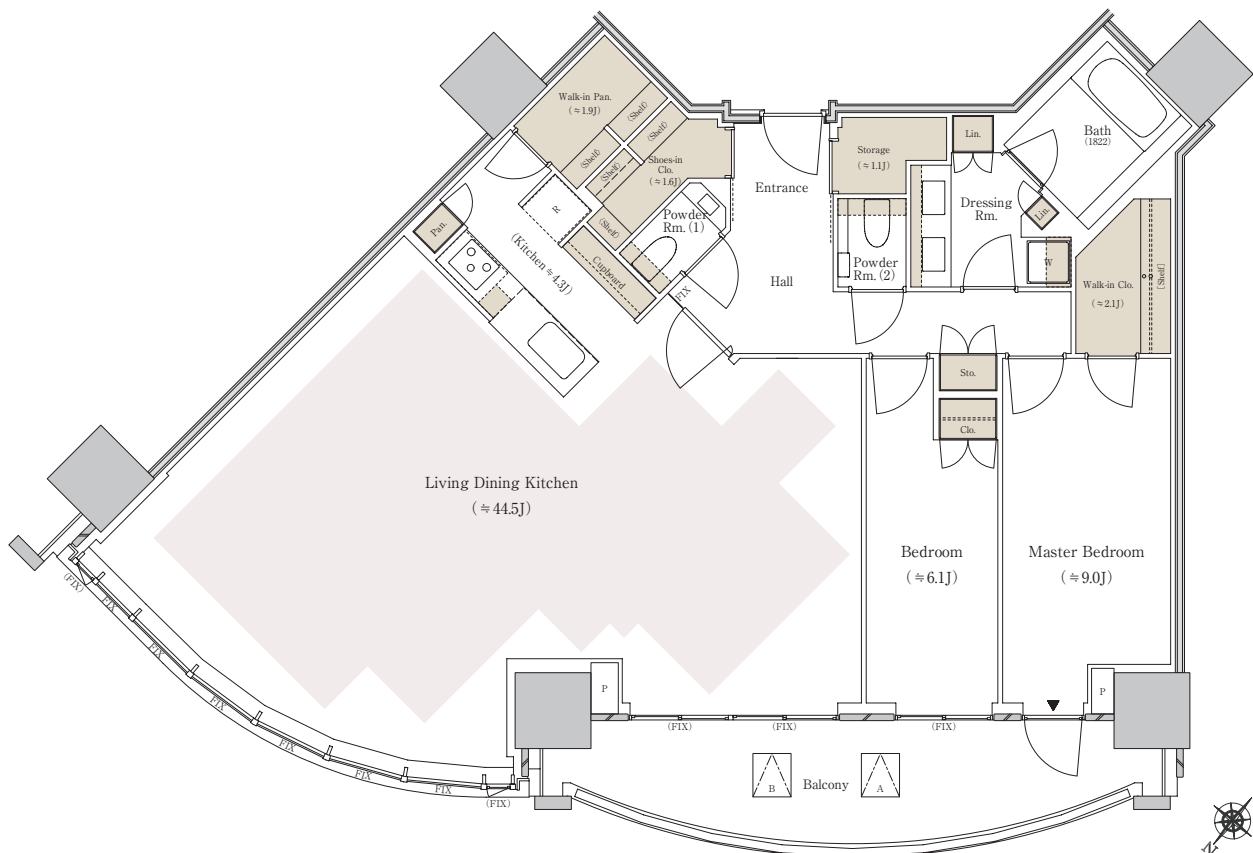 Walk-in Pan.
(≒1.9J)
(Shelf)
(Shelf)
(Shelf)
(Shelf)
Shoes-in
Clo.
(≒1.6J)
(Shelf)
Storage
(≒1.1J)
Lin.
Bath
(1822)
Entrance
Dressing
Rm.
Lin.
R
Pan.
(Kitchen≒4.3J)
Cupboard
Powder
Rm. (1)
Powder
Rm. (2)
W
FIX
Hall
Walk-in Clo.
(≒2.1J)
[Shelf]
Sto.
Clo.
Living Dining Kitchen
(≒44.5J)
Bedroom
(≒6.1J)
Master Bedroom
(≒9.0J)
(FIX)
FIX
FIX
FIX
FIX
FIX
FIX
(FIX)
P
P
(FIX)
(FIX)
(FIX)
B
Balcony
A
N